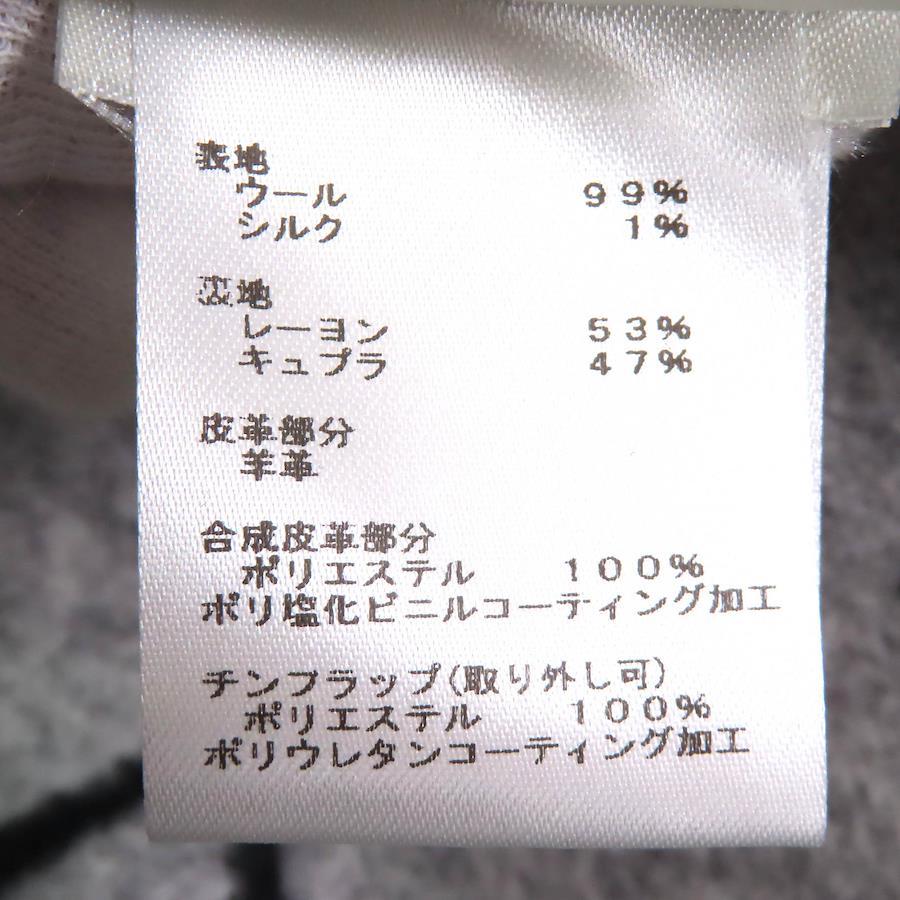 表地
ウール 99%
シルク 1%
裏地
レーヨン 53%
キュプラ 47%
皮革部分
羊革
合成皮革部分
ポリエステル 100%
ポリ塩化ビニルコーティング加工
チンフラップ(取り外し可)
ポリエステル 100%
ポリウレタンコーティング加工